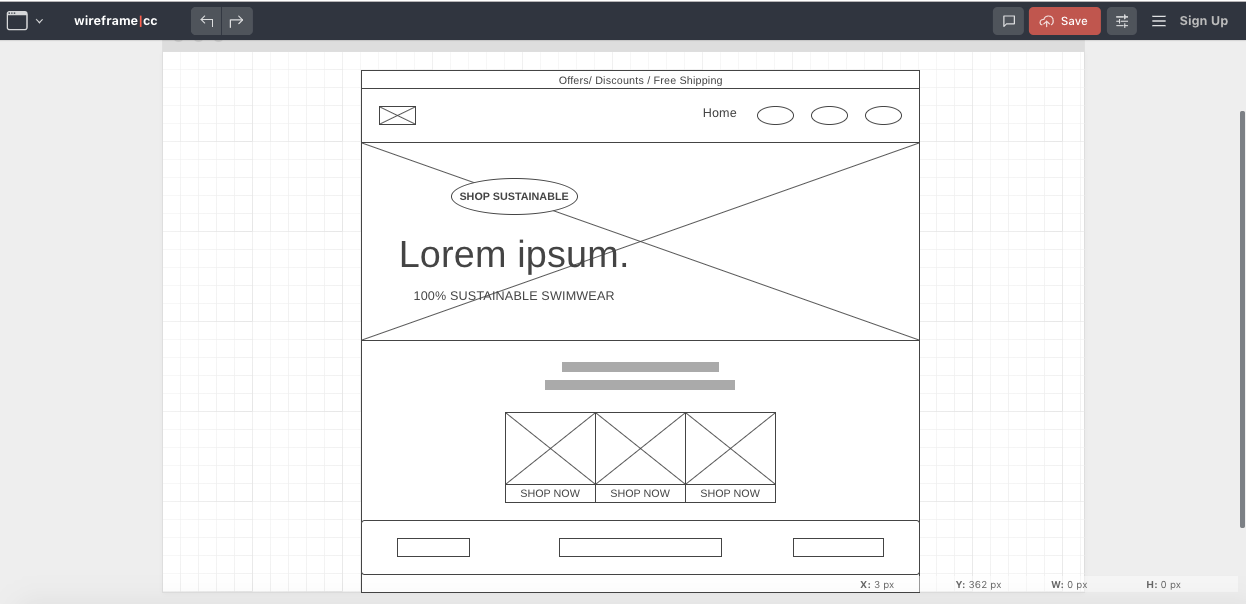 wireframe|cc
Save
Sign Up
Offers/ Discounts / Free Shipping
Home
SHOP SUSTAINABLE
Lorem ipsum.
100% SUSTAINABLE SWIMWEAR
SHOP NOW SHOP NOW SHOP NOW
X: 3 px Y: 362 px W: 0 px H: 0 px